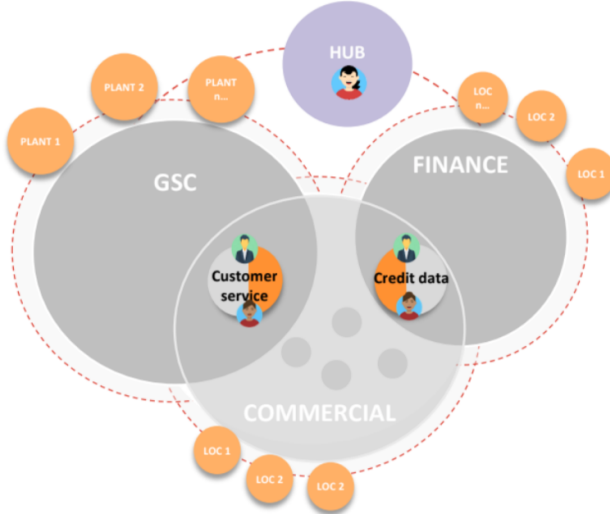 HUB
PLANT 2
PLANT
n...
LOC
n...
LOC 2
PLANT 1
FINANCE
LOC 1
GSC
Customer
service
Credit data
COMMERCIAL
LOC 1
LOC 2
LOC 2